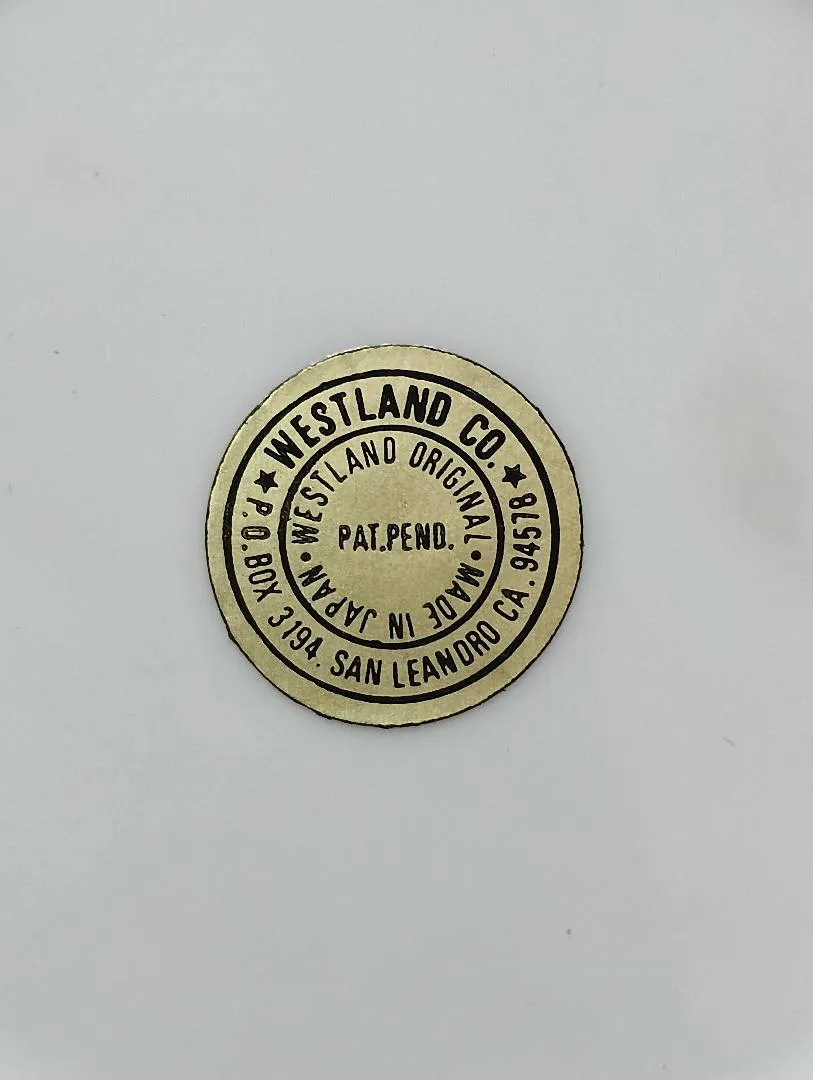 ★ WESTLAND CO. ★
P.O.BOX 3194. SAN LEANDRO CA. 94578
WESTLAND ORIGINAL
• MADE IN JAPAN •
PAT.PEND.